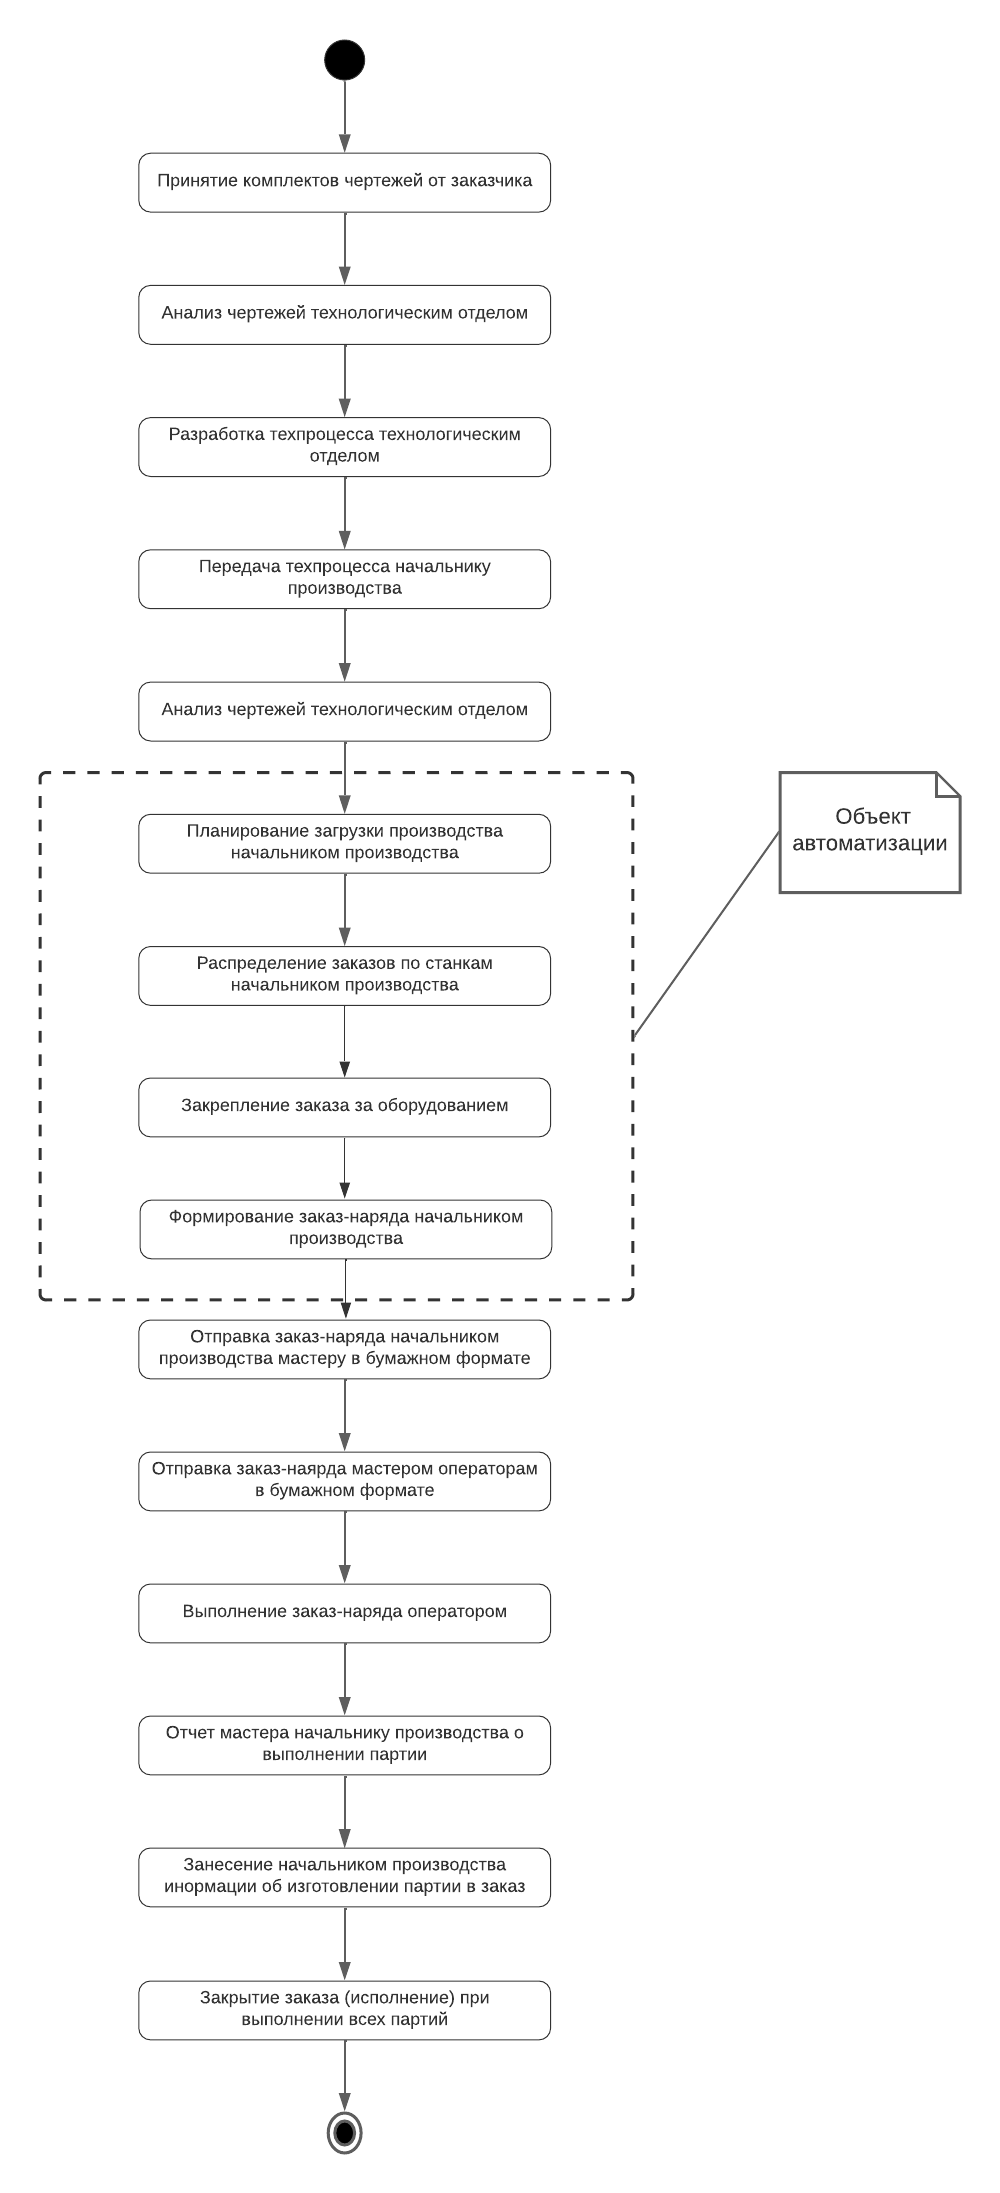 Принятие комплектов чертежей от заказчика
Анализ чертежей технологическим отделом
Разработка техпроцесса технологическим
отделом
Передача техпроцесса начальнику
производства
Анализ чертежей технологическим отделом
Планирование загрузки производства
начальником производства
Объект
автоматизации
Распределение заказов по станкам
начальником производства
Закрепление заказа за оборудованием
Формирование заказ-наряда начальником
производства
Отправка заказ-наряда начальником
производства мастеру в бумажном формате
Отправка заказ-наярда мастером операторам
в бумажном формате
Выполнение заказ-наряда оператором
Отчет мастера начальнику производства о
выполнении партии
Занесение начальником производства
инормации об изготовлении партии в заказ
Закрытие заказа (исполнение) при
выполнении всех партий